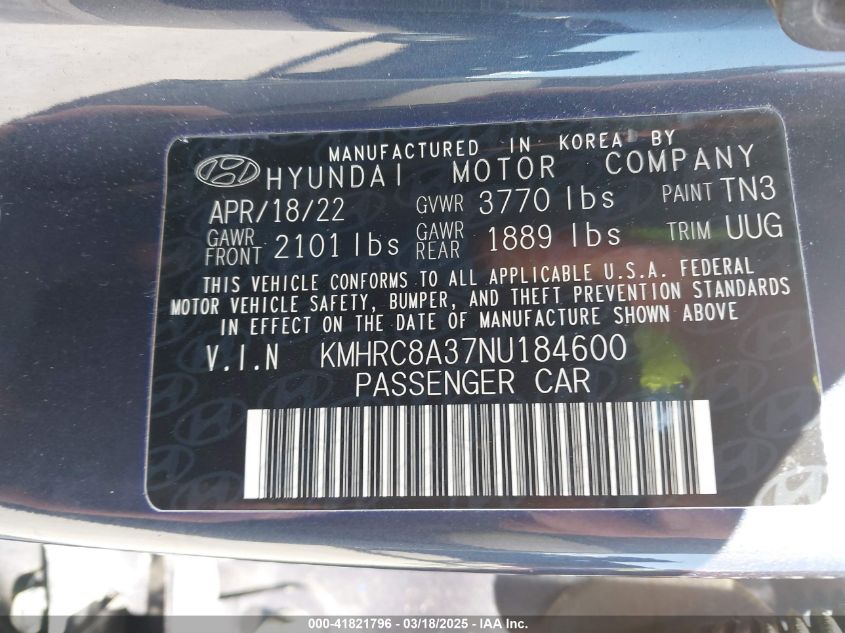 MANUFACTURED IN KOREA BY
HYUNDAI MOTOR COMPANY
APR/18/22 GVWR 3770 lbs PAINT TN3
GAWR FRONT 2101 lbs GAWR REAR 1889 lbs TRIM UUG
THIS VEHICLE CONFORMS TO ALL APPLICABLE U.S.A. FEDERAL
MOTOR VEHICLE SAFETY, BUMPER, AND THEFT PREVENTION STANDARDS
IN EFFECT ON THE DATE OF MANUFACTURE SHOWN ABOVE
V.I.N KMHRC8A37NU184600
PASSENGER CAR
000-41821796 - 03/18/2025 - IAA Inc.